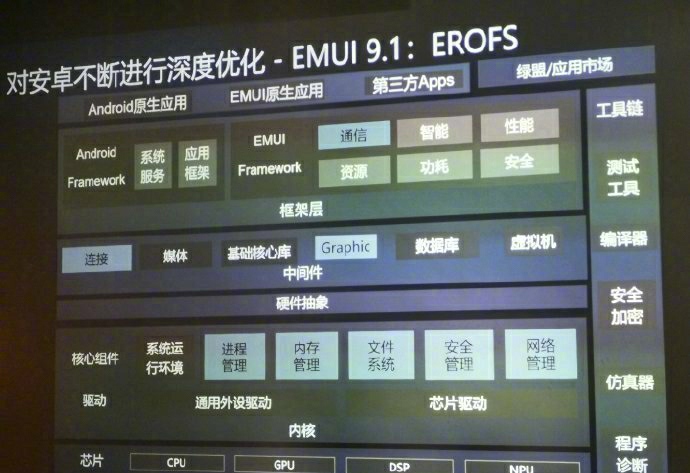 对安卓不断进行深度优化 - EMUI 9.1：EROFS
Android原生应用
EMUI原生应用
第三方Apps
绿盟/应用市场
Android
Framework
系统
服务
应用
框架
EMUI
Framework
通信
智能
性能
资源
功耗
安全
框架层
连接
媒体
基础核心库
Graphic
数据库
虚拟机
中间件
硬件抽象
核心组件
系统运
行环境
进程
管理
内存
管理
文件
系统
安全
管理
网络
管理
驱动
通用外设驱动
芯片驱动
内核
芯片
CPU
GPU
DSP
NPU
工具链
测试
工具
编译器
安全
加密
仿真器
程序
诊断